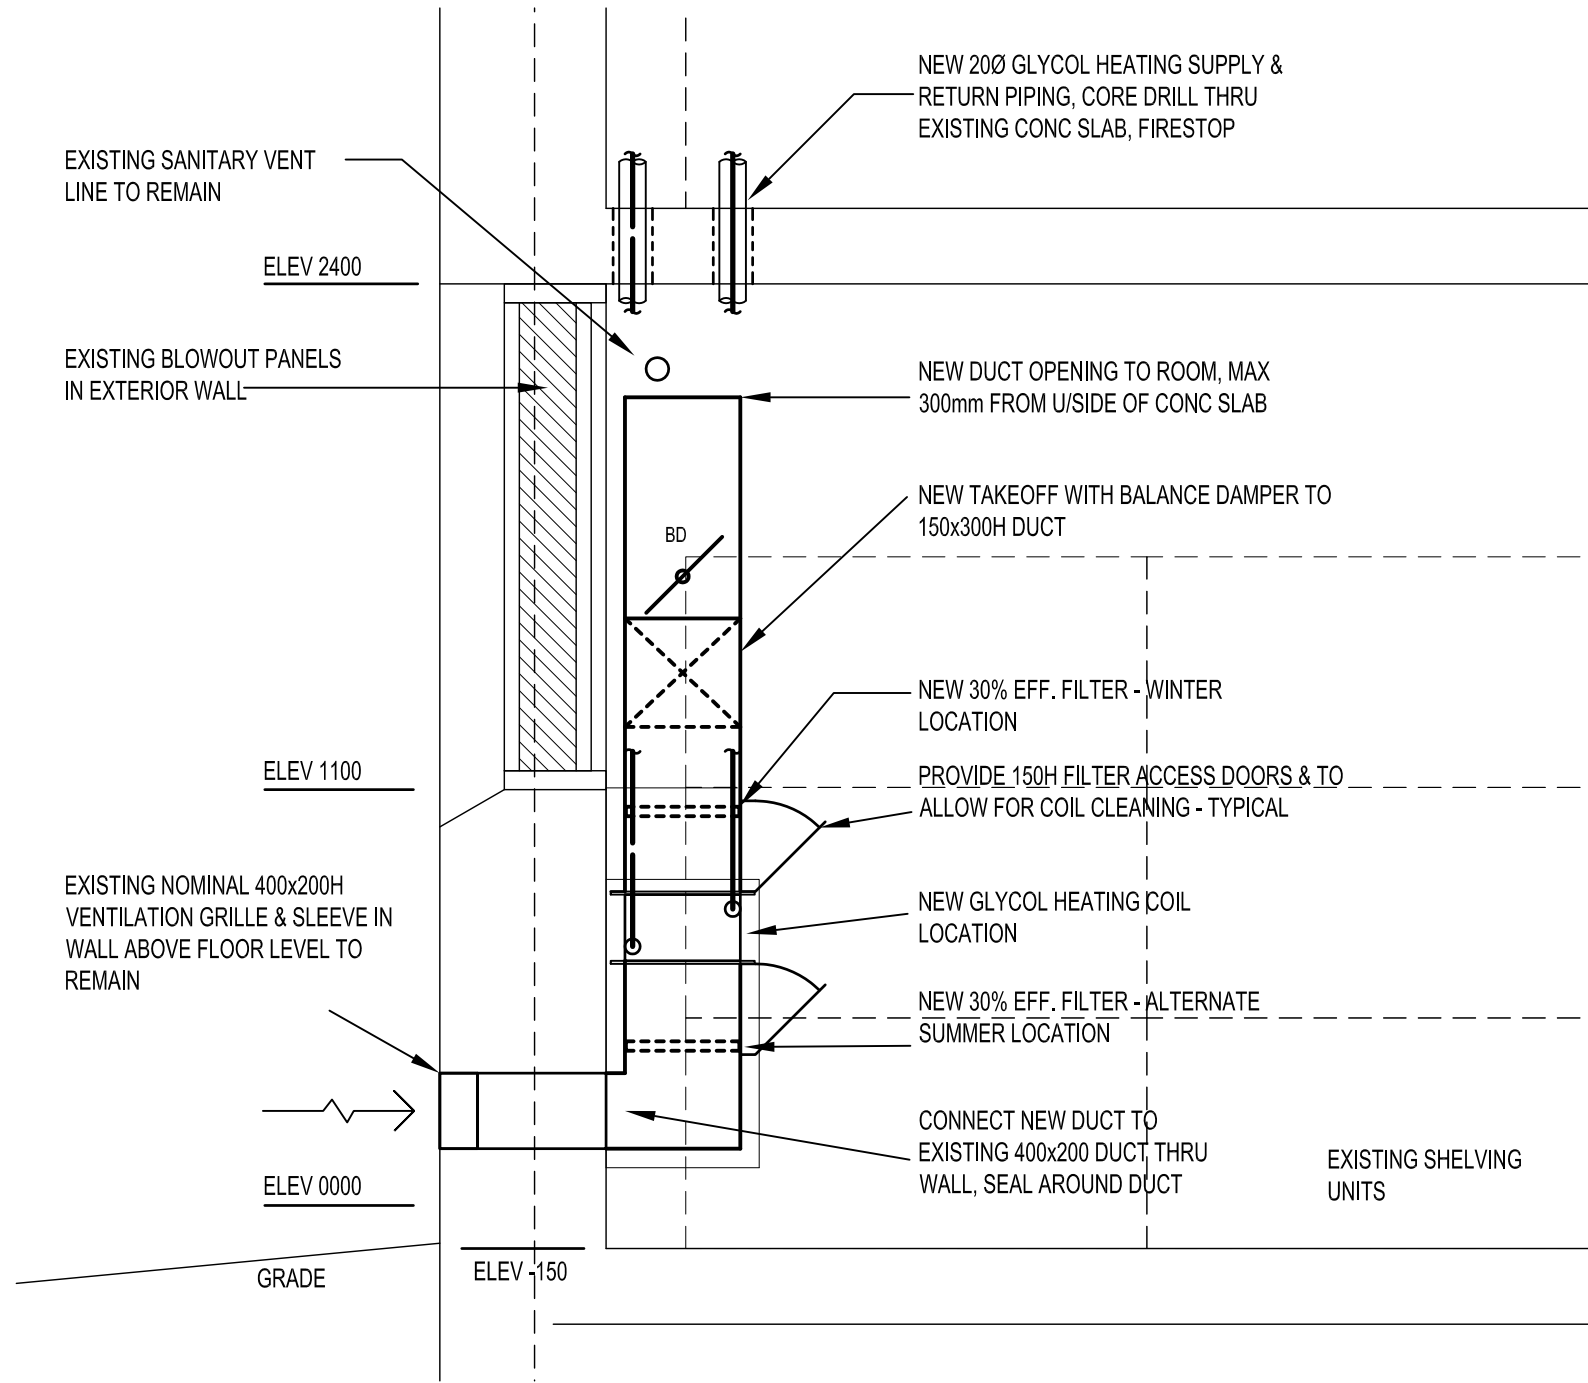 NEW 20Ø GLYCOL HEATING SUPPLY &
RETURN PIPING, CORE DRILL THRU
EXISTING CONC SLAB, FIRESTOP
EXISTING SANITARY VENT
LINE TO REMAIN
ELEV 2400
EXISTING BLOWOUT PANELS
IN EXTERIOR WALL
NEW DUCT OPENING TO ROOM, MAX
300mm FROM U/SIDE OF CONC SLAB
NEW TAKEOFF WITH BALANCE DAMPER TO
150x300H DUCT
BD
NEW 30% EFF. FILTER - WINTER
LOCATION
ELEV 1100
PROVIDE 150H FILTER ACCESS DOORS & TO
ALLOW FOR COIL CLEANING - TYPICAL
EXISTING NOMINAL 400x200H
VENTILATION GRILLE & SLEEVE IN
WALL ABOVE FLOOR LEVEL TO
REMAIN
NEW GLYCOL HEATING COIL
LOCATION
NEW 30% EFF. FILTER - ALTERNATE
SUMMER LOCATION
CONNECT NEW DUCT TO
EXISTING 400x200 DUCT THRU
WALL, SEAL AROUND DUCT
EXISTING SHELVING
UNITS
ELEV 0000
GRADE
ELEV -150